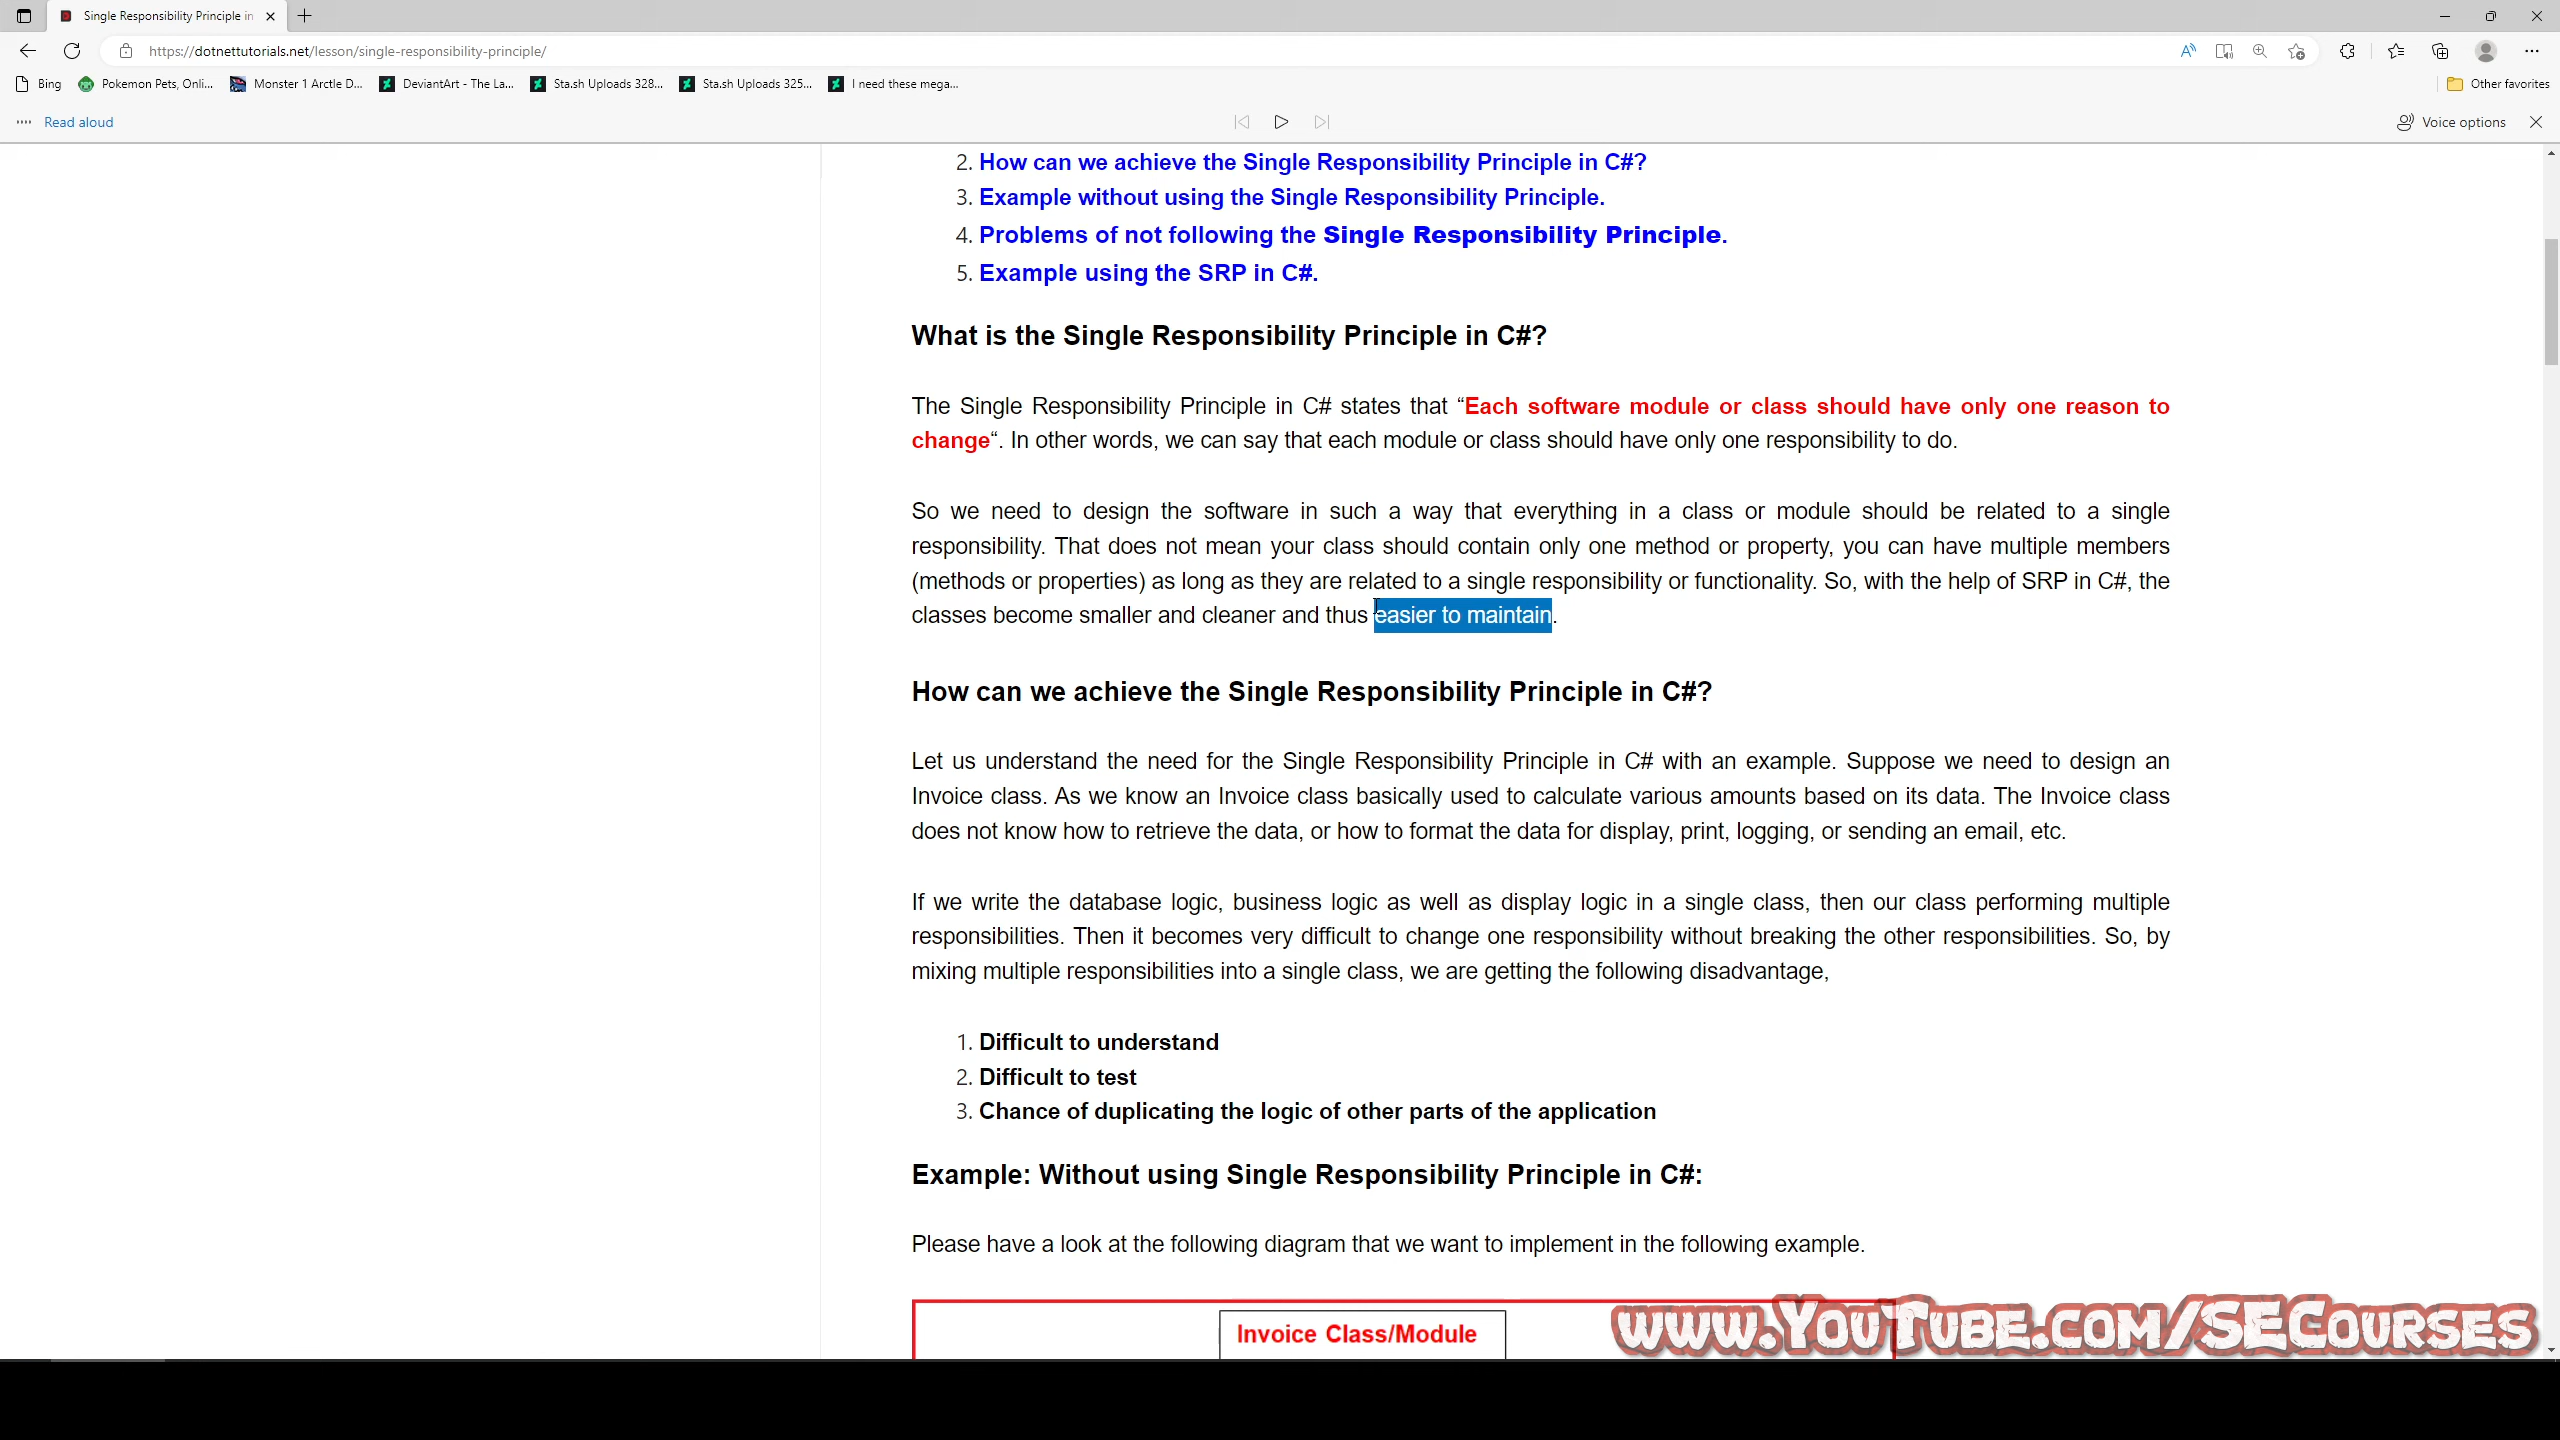 Single Responsibility Principle in
https://dotnettutorials.net/lesson/single-responsibility-principle/
Bing
Pokemon Pets, Onli...
Monster 1 Arctle D...
DeviantArt - The La...
Sta.sh Uploads 328...
Sta.sh Uploads 325...
I need these mega...
Other favorites
Read aloud
Voice options
2. How can we achieve the Single Responsibility Principle in C#?
3. Example without using the Single Responsibility Principle.
4. Problems of not following the Single Responsibility Principle.
5. Example using the SRP in C#.
What is the Single Responsibility Principle in C#?
The Single Responsibility Principle in C# states that “Each software module or class should have only one reason to
change“. In other words, we can say that each module or class should have only one responsibility to do.
So we need to design the software in such a way that everything in a class or module should be related to a single
responsibility. That does not mean your class should contain only one method or property, you can have multiple members
(methods or properties) as long as they are related to a single responsibility or functionality. So, with the help of SRP in C#, the
classes become smaller and cleaner and thus easier to maintain.
How can we achieve the Single Responsibility Principle in C#?
Let us understand the need for the Single Responsibility Principle in C# with an example. Suppose we need to design an
Invoice class. As we know an Invoice class basically used to calculate various amounts based on its data. The Invoice class
does not know how to retrieve the data, or how to format the data for display, print, logging, or sending an email, etc.
If we write the database logic, business logic as well as display logic in a single class, then our class performing multiple
responsibilities. Then it becomes very difficult to change one responsibility without breaking the other responsibilities. So, by
mixing multiple responsibilities into a single class, we are getting the following disadvantage,
1. Difficult to understand
2. Difficult to test
3. Chance of duplicating the logic of other parts of the application
Example: Without using Single Responsibility Principle in C#:
Please have a look at the following diagram that we want to implement in the following example.
Invoice Class/Module
www.YouTube.com/SECourses